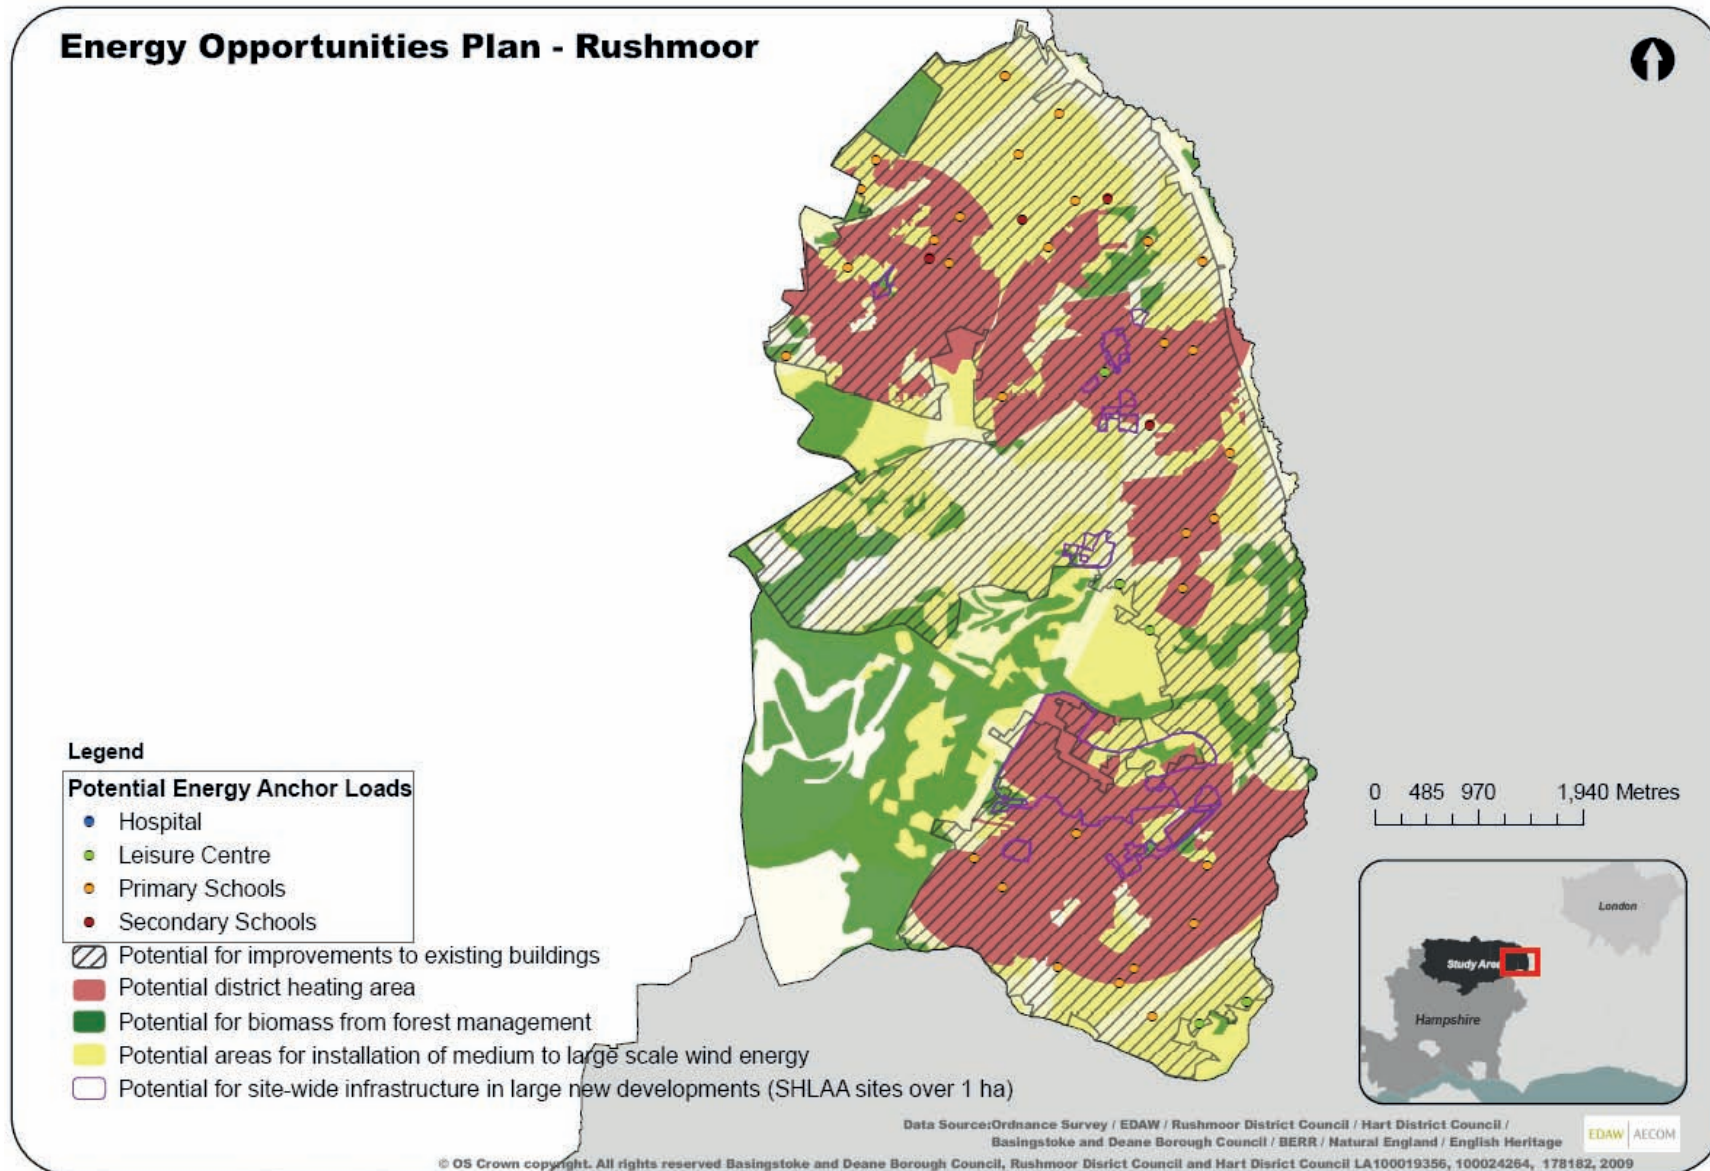 Energy Opportunities Plan - Rushmoor
Legend
Potential Energy Anchor Loads
Hospital
Leisure Centre
Primary Schools
Secondary Schools
Potential for improvements to existing buildings
Potential district heating area
Potential for biomass from forest management
Potential areas for installation of medium to large scale wind energy
Potential for site-wide infrastructure in large new developments (SHLAA sites over 1 ha)
0 485 970 1,940 Metres
London
Study Area
Hampshire
Data Source:Ordnance Survey / EDAW / Rushmoor District Council / Hart District Council /
Basingstoke and Deane Borough Council / BERR / Natural England / English Heritage
EDAW AECOM
© OS Crown copyright. All rights reserved Basingstoke and Deane Borough Council, Rushmoor Disrict Council and Hart Disrict Council LA100019356, 100024264, 178182, 2009